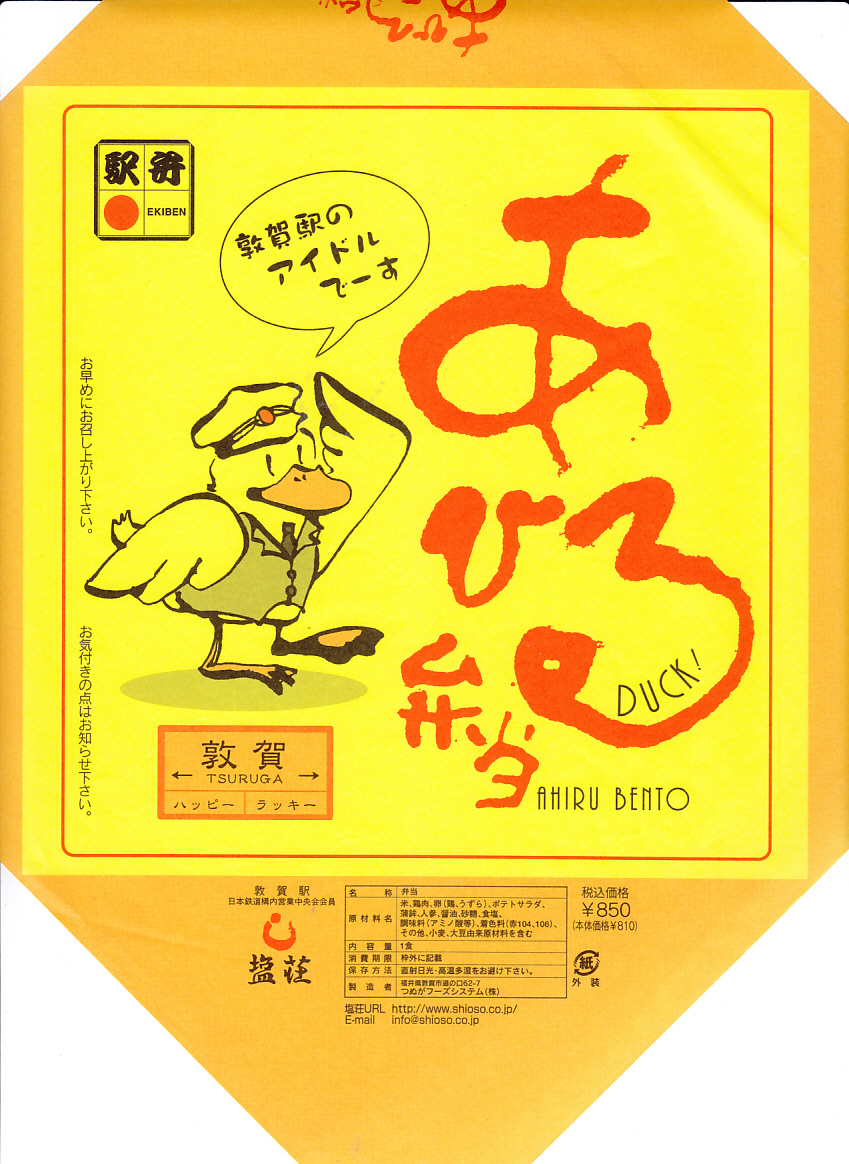 あひる
駅弁
EKIBEN
敦賀駅の
アイドル
でーす
あひる
弁当
DUCK!
AHIRU BENTO
お早めにお召し上がり下さい。
お気付きの点はお知らせ下さい。
敦賀
← TSURUGA →
ハッピー ラッキー
敦賀駅
日本鉄道構内営業中央会会員
塩荘
名称 弁当
原材料名 米、鶏肉、卵(鶏、うずら)、ポテトサラダ、
蒲鉾、人参、醤油、砂糖、食塩、
調味料(アミノ酸等)、着色料(赤104、106)、
その他、小麦、大豆由来原材料を含む
内容量 1食
消費期限 枠外に記載
保存方法 直射日光・高温多湿をお避け下さい。
製造者 福井県敦賀市道の口62-7
つぬがフーズシステム(株)
税込価格
¥850
(本体価格¥810)
紙
外装
塩荘URL http://www.shioso.co.jp/
E-mail info@shioso.co.jp